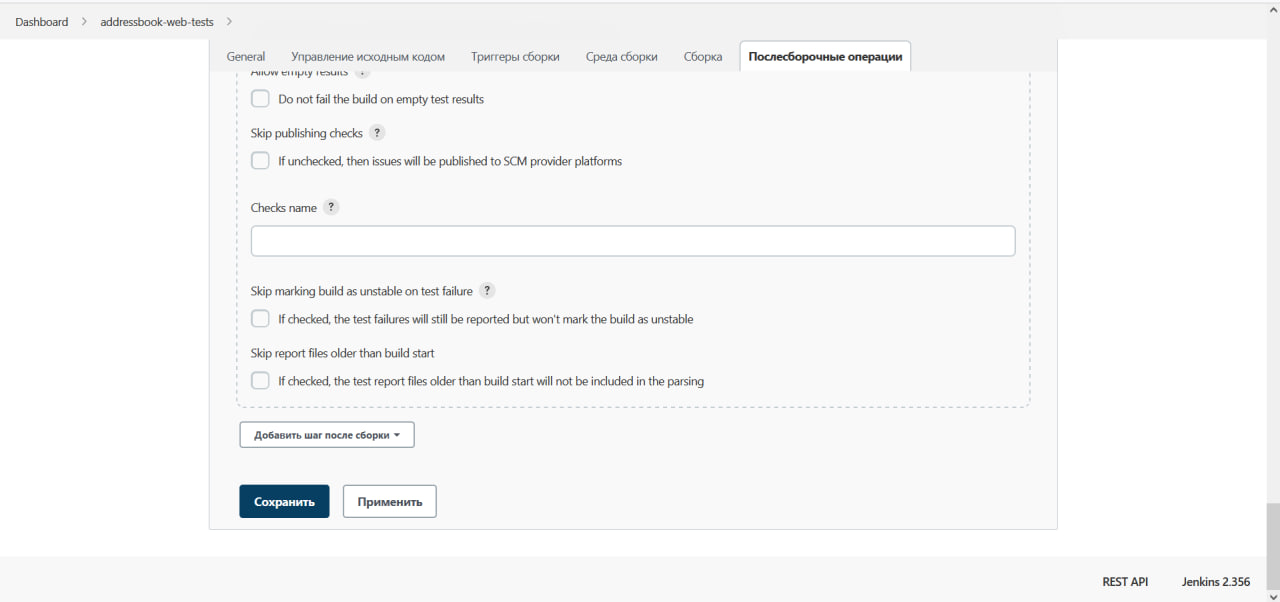 Dashboard > addressbook-web-tests >
General Управление исходным кодом Триггеры сборки Среда сборки Сборка Послесборочные операции
Allow empty results ?
Do not fail the build on empty test results
Skip publishing checks ?
If unchecked, then issues will be published to SCM provider platforms
Checks name ?
Skip marking build as unstable on test failure ?
If checked, the test failures will still be reported but won't mark the build as unstable
Skip report files older than build start
If checked, the test report files older than build start will not be included in the parsing
Добавить шаг после сборки
Сохранить Применить
REST API Jenkins 2.356